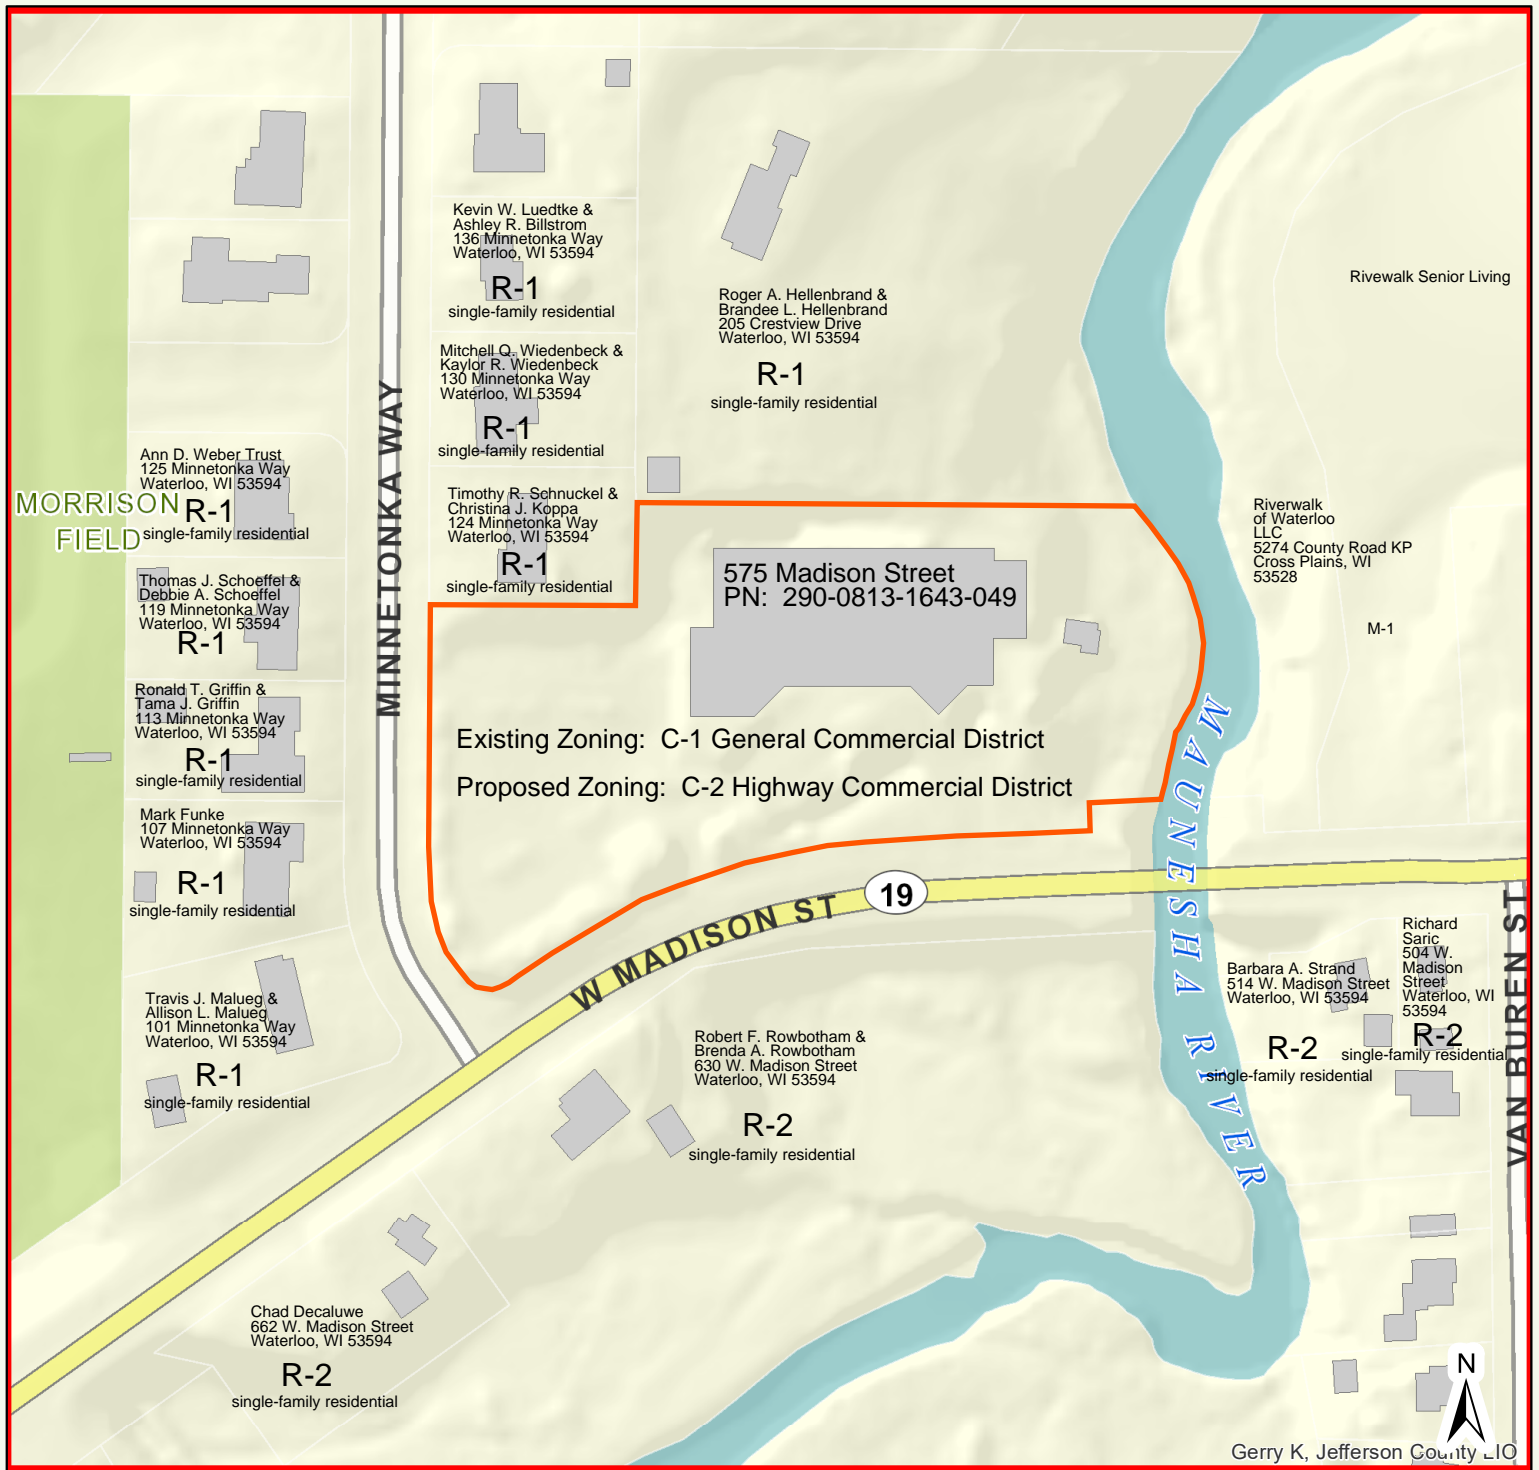 Kevin W. Luedtke &
Ashley R. Billstrom
136 Minnetonka Way
Waterloo, WI 53594
R-1
single-family residential
Roger A. Hellenbrand &
Brandee L. Hellenbrand
205 Crestview Drive
Waterloo, WI 53594
R-1
single-family residential
Rivewalk Senior Living
Mitchell Q. Wiedenbeck &
Kaylor R. Wiedenbeck
130 Minnetonka Way
Waterloo, WI 53594
R-1
single-family residential
MINNETONKA WAY
Ann D. Weber Trust
125 Minnetonka Way
Waterloo, WI 53594
R-1
single-family residential
MORRISON
FIELD
Timothy R. Schnuckel &
Christina J. Koppa
124 Minnetonka Way
Waterloo, WI 53594
R-1
single-family residential
Riverwalk
of Waterloo
LLC
5274 County Road KP
Cross Plains, WI
53528
M-1
575 Madison Street
PN: 290-0813-1643-049
Thomas J. Schoeffel &
Debbie A. Schoeffel
119 Minnetonka Way
Waterloo, WI 53594
R-1
Ronald T. Griffin &
Tama J. Griffin
113 Minnetonka Way
Waterloo, WI 53594
R-1
single-family residential
Existing Zoning: C-1 General Commercial District
Proposed Zoning: C-2 Highway Commercial District
MAUNESHA RIVER
Mark Funke
107 Minnetonka Way
Waterloo, WI 53594
R-1
single-family residential
19
W MADISON ST
VAN BUREN ST
Richard
Saric
504 W.
Madison
Street
Waterloo, WI
53594
R-2
single-family residential
Barbara A. Strand
514 W. Madison Street
Waterloo, WI 53594
R-2
single-family residential
Travis J. Malueg &
Allison L. Malueg
101 Minnetonka Way
Waterloo, WI 53594
R-1
single-family residential
Robert F. Rowbotham &
Brenda A. Rowbotham
630 W. Madison Street
Waterloo, WI 53594
R-2
single-family residential
Chad Decaluwe
662 W. Madison Street
Waterloo, WI 53594
R-2
single-family residential
N
Gerry K, Jefferson County LIO